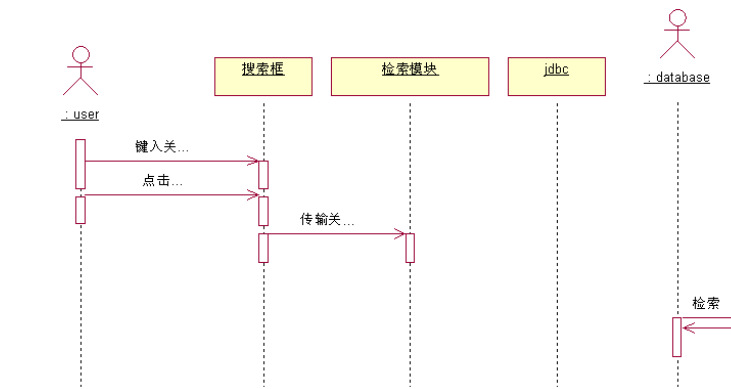 搜索框
检索模块
jdbc
: user
: database
键入关...
点击...
传输关...
检索